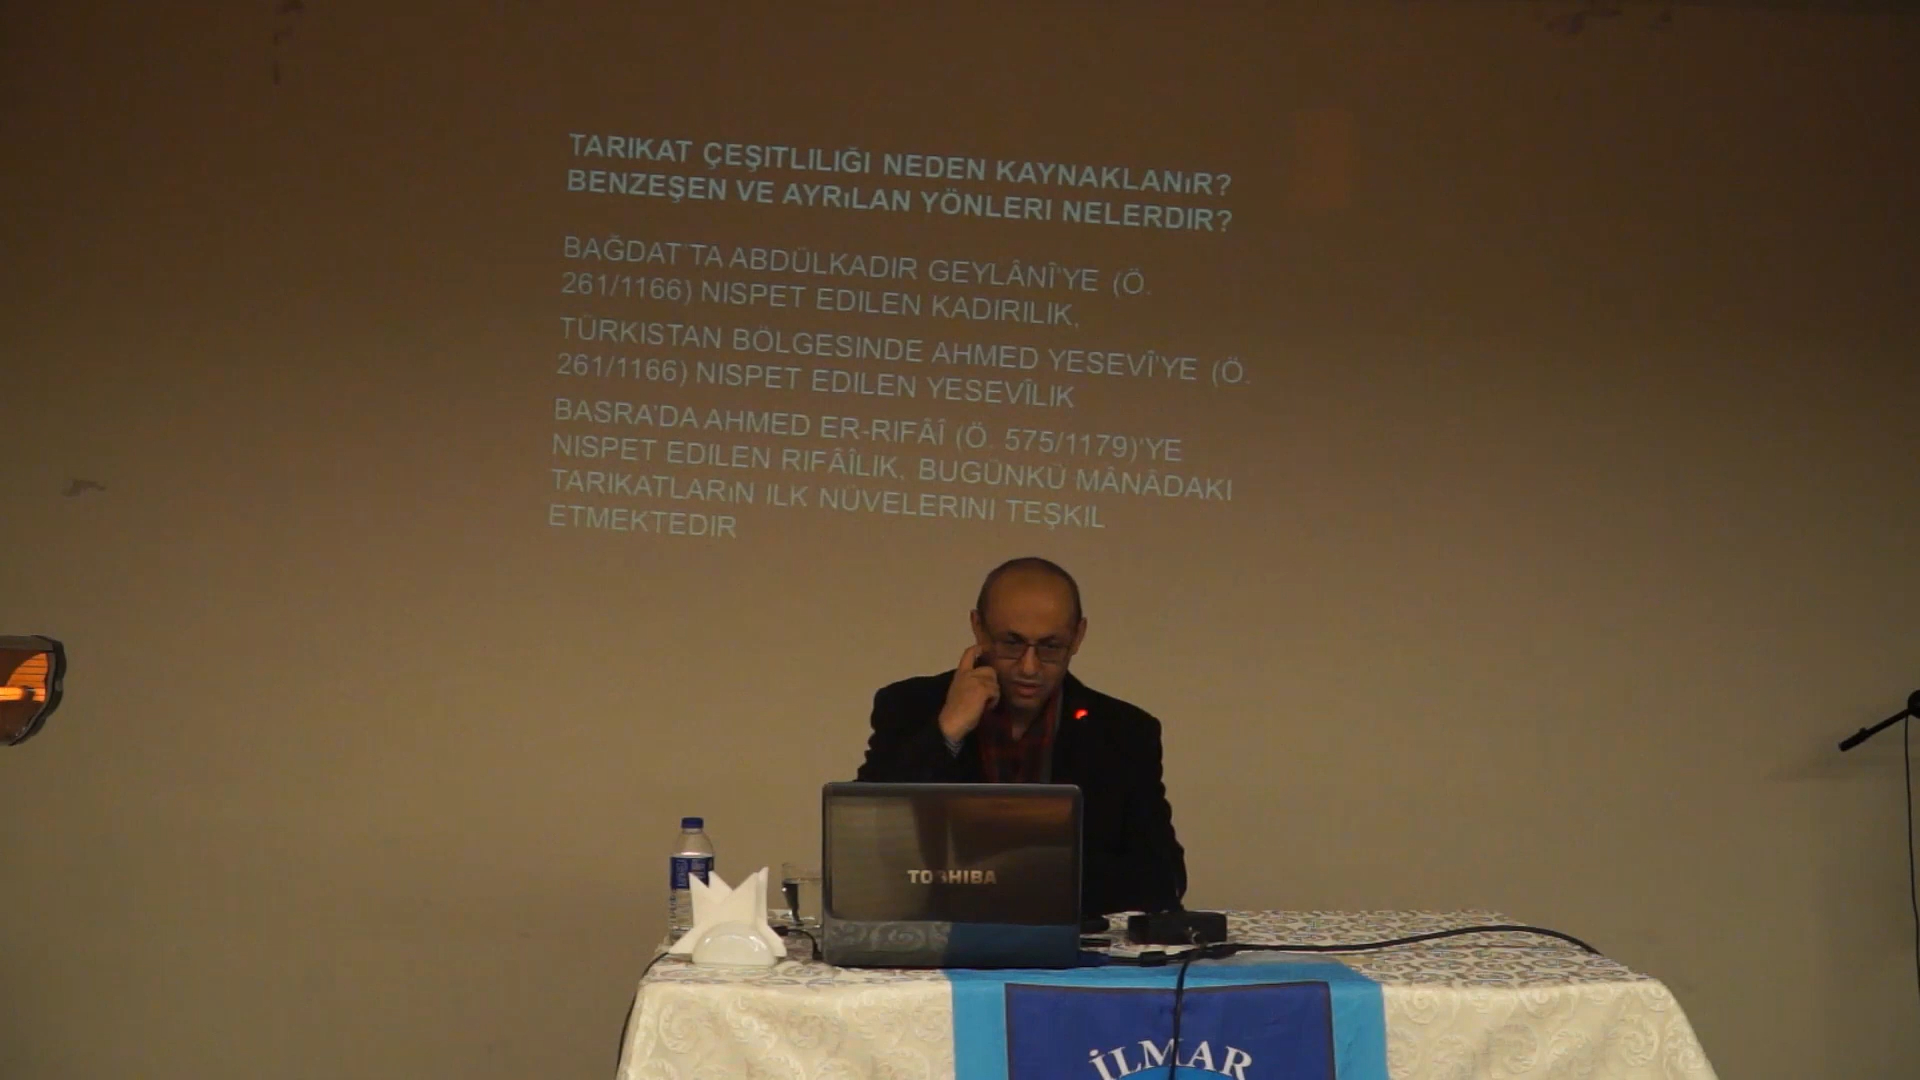 TARIKAT ÇEŞITLILIĞI NEDEN KAYNAKLANıR?
BENZEŞEN VE AYRıLAN YÖNLERI NELERDIR?
BAĞDAT'TA ABDÜLKADIR GEYLÂNÎ'YE (Ö.
261/1166) NISPET EDILEN KADIRILIK,
TÜRKISTAN BÖLGESINDE AHMED YESEVÎ'YE (Ö.
261/1166) NISPET EDILEN YESEVÎLIK
BASRA'DA AHMED ER-RIFÂÎ (Ö. 575/1179)'YE
NISPET EDILEN RIFÂÎLIK, BUGÜNKÜ MÂNÂDAKI
TARIKATLARıN ILK NÜVELERINI TEŞKIL
ETMEKTEDIR
TOSHIBA
İLMAR